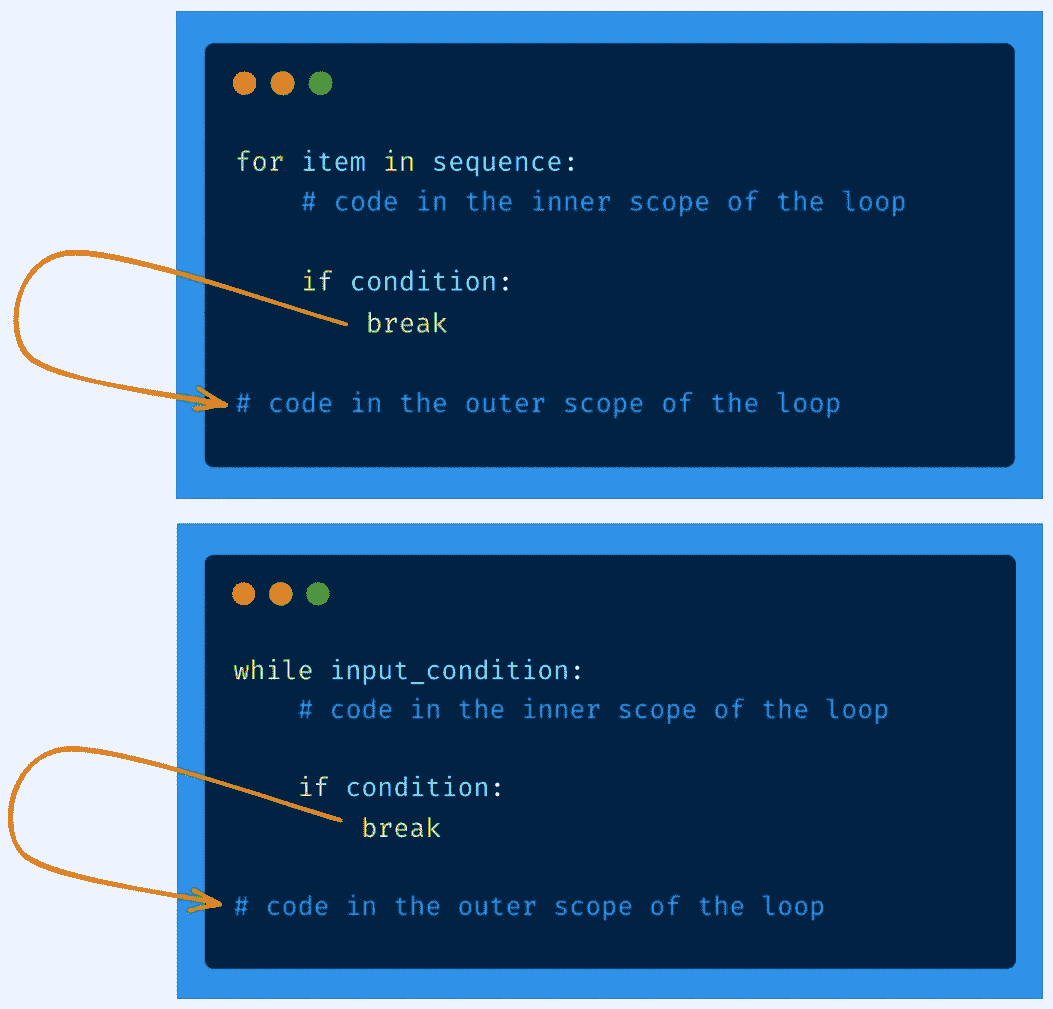 for item in sequence:
# code in the inner scope of the loop
if condition:
break
# code in the outer scope of the loop
while input_condition:
# code in the inner scope of the loop
if condition:
break
# code in the outer scope of the loop